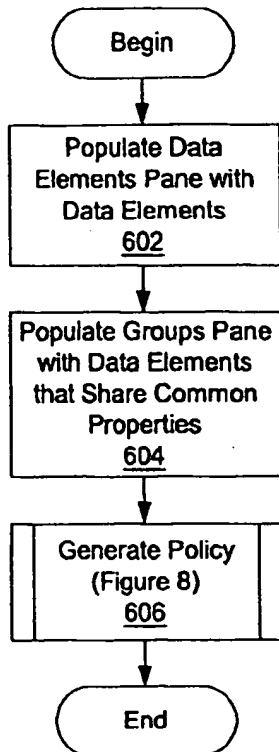 Begin
Populate Data
Elements Pane with
Data Elements
602
Populate Groups Pane
with Data Elements
that Share Common
Properties
604
Generate Policy
(Figure 8)
606
End